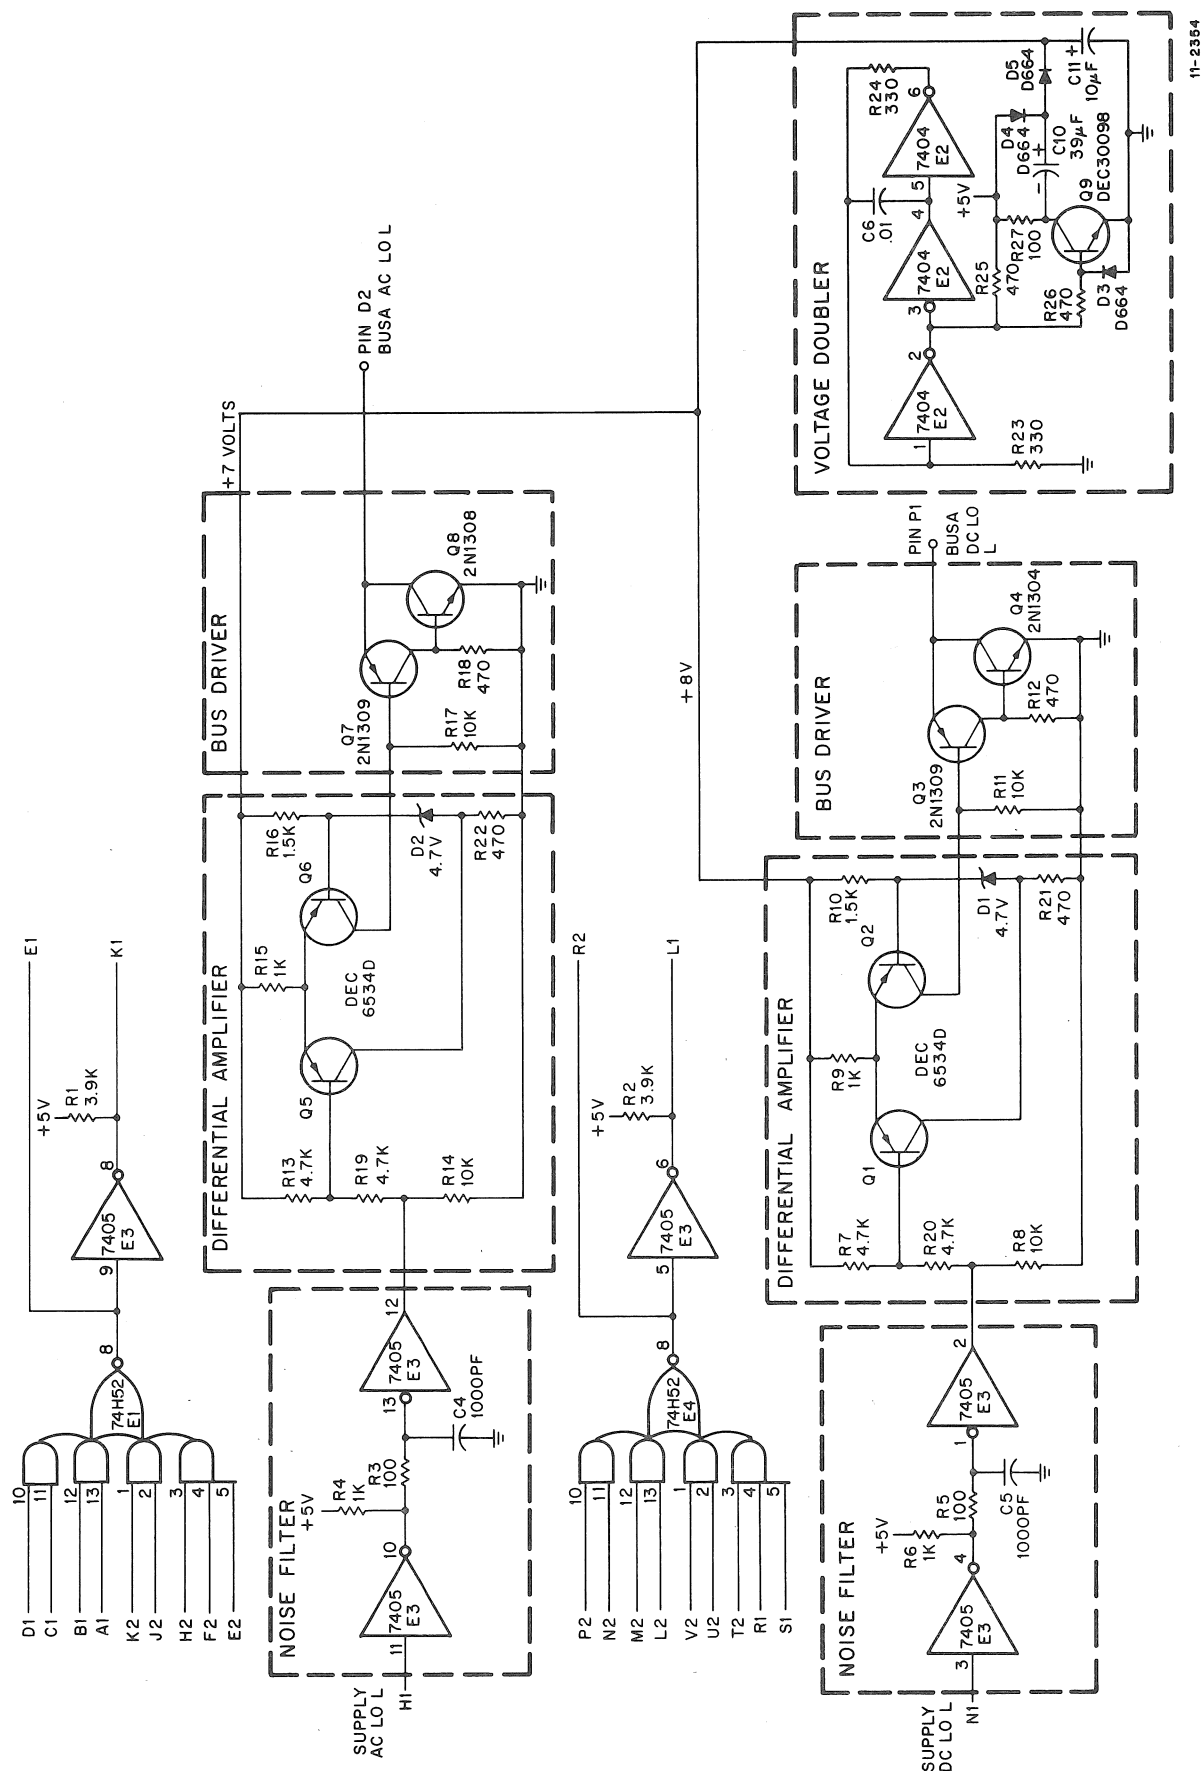 D1
C1
B1
A1
K2
J2
H2
F2
E2
10
11
12
13
1
2
3
4
5
74H52
E1
8
9
7405
E3
8
+5V
R1
3.9K
E1
K1
SUPPLY
AC LO L
H1
NOISE FILTER
11
7405
E3
10
+5V
R4
1K
R3
100
C4
1000PF
13
7405
E3
12
DIFFERENTIAL AMPLIFIER
R13
4.7K
R19
4.7K
R14
10K
Q5
R15
1K
DEC
6534D
Q6
R16
1.5K
D2
4.7V
R22
470
BUS DRIVER
Q7
2N1309
R17
10K
R18
470
Q8
2N1308
+7 VOLTS
PIN D2
BUSA AC LO L
P2
N2
M2
L2
V2
U2
T2
R1
S1
10
11
12
13
1
2
3
4
5
74H52
E4
8
5
7405
E3
6
+5V
R2
3.9K
R2
L1
+8V
SUPPLY
DC LO L
N1
NOISE FILTER
3
7405
E3
4
+5V
R6
1K
R5
100
C5
1000PF
1
7405
E3
2
DIFFERENTIAL AMPLIFIER
R7
4.7K
R20
4.7K
R8
10K
Q1
R9
1K
DEC
6534D
Q2
R10
1.5K
D1
4.7V
R21
470
BUS DRIVER
Q3
2N1309
R11
10K
R12
470
Q4
2N1304
PIN P1
BUSA
DC LO
L
VOLTAGE DOUBLER
1
7404
E2
2
R23
330
3
7404
E2
4
C6
.01
5
7404
E2
6
R24
330
+5V
R25
470
R27
100
R26
470
D3
D664
Q9
DEC30098
- +
C10
39µF
D4
D664
D5
D664
C11 +
10µF
11-2354